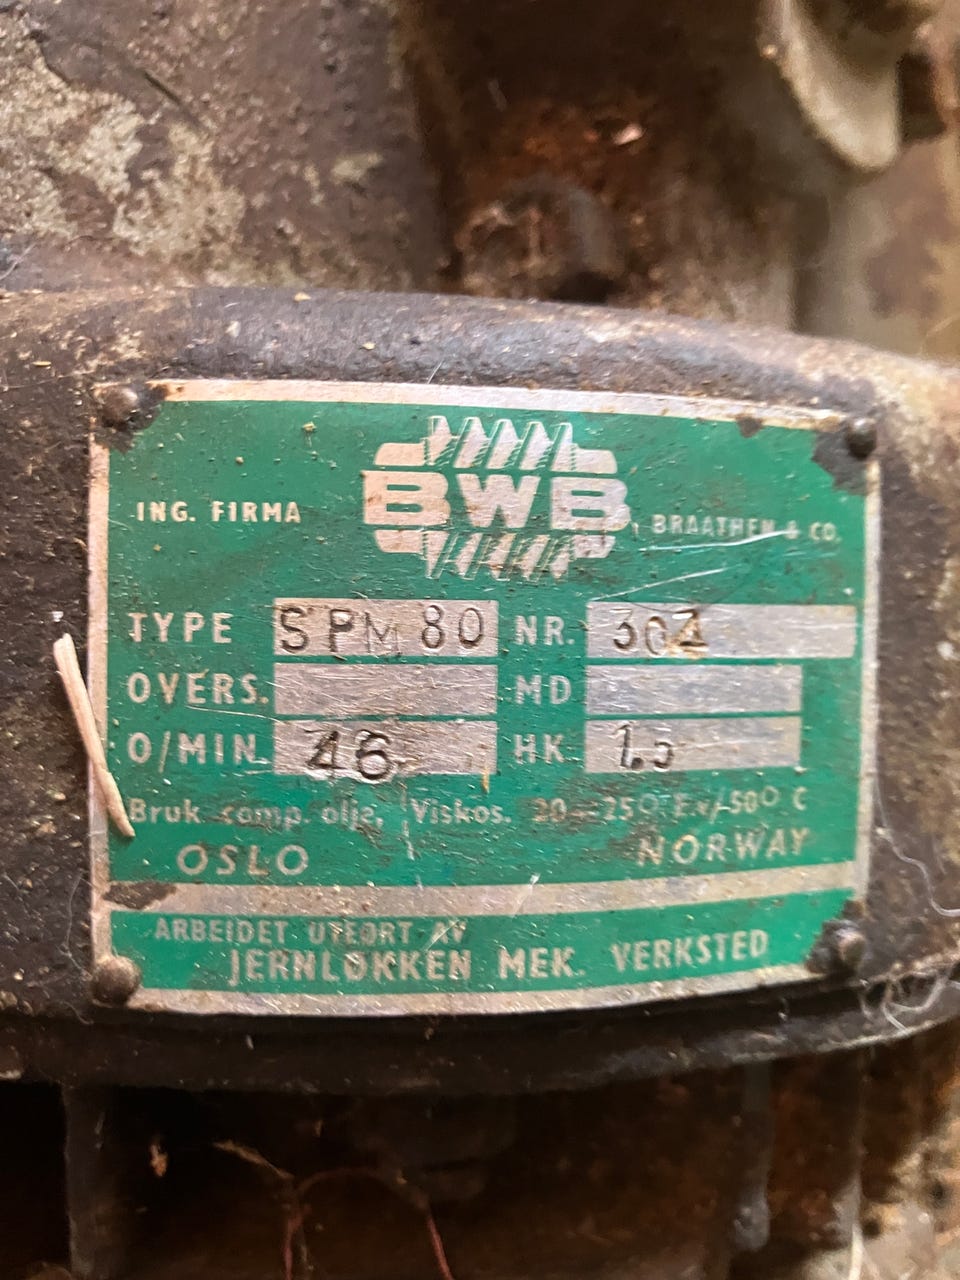 BWB
ING. FIRMA BRAATHEN & CO.
TYPE SPM 80 NR. 304
OVERS. MD
O/MIN. 46 HK 1.5
Bruk comp. olje, Viskos. 20-25° E v/50° C
OSLO NORWAY
ARBEIDET UTFØRT AV
JERNLØKKEN MEK. VERKSTED